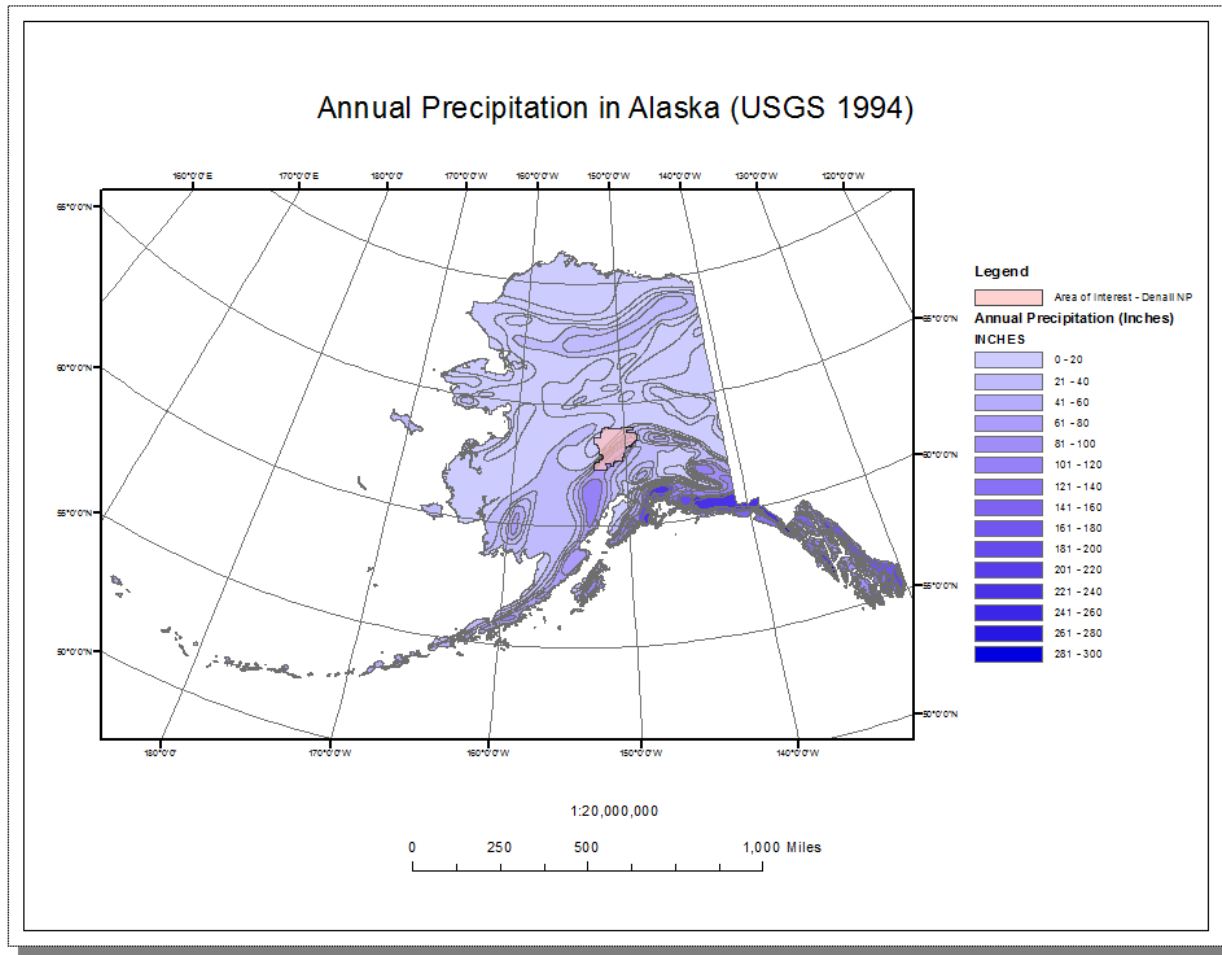 Annual Precipitation in Alaska (USGS 1994)
160°0'0"E 170°0'0"E 180°0'0 170°0'0"W 160°0'0"W 150°0'0"W 140°0'0"W 130°0'0"W 120°0'0"W
65°0'0"N
60°0'0"N
55°0'0"N
50°0'0"N
65°0'0"N
60°0'0"N
55°0'0"N
50°0'0"N
180°0'0 170°0'0"W 160°0'0"W 150°0'0"W 140°0'0"W
Legend
Area of Interest - Denali NP
Annual Precipitation (Inches)
INCHES
0 - 20
21 - 40
41 - 60
61 - 80
81 - 100
101 - 120
121 - 140
141 - 160
161 - 180
181 - 200
201 - 220
221 - 240
241 - 260
261 - 280
281 - 300
1:20,000,000
0 250 500 1,000 Miles